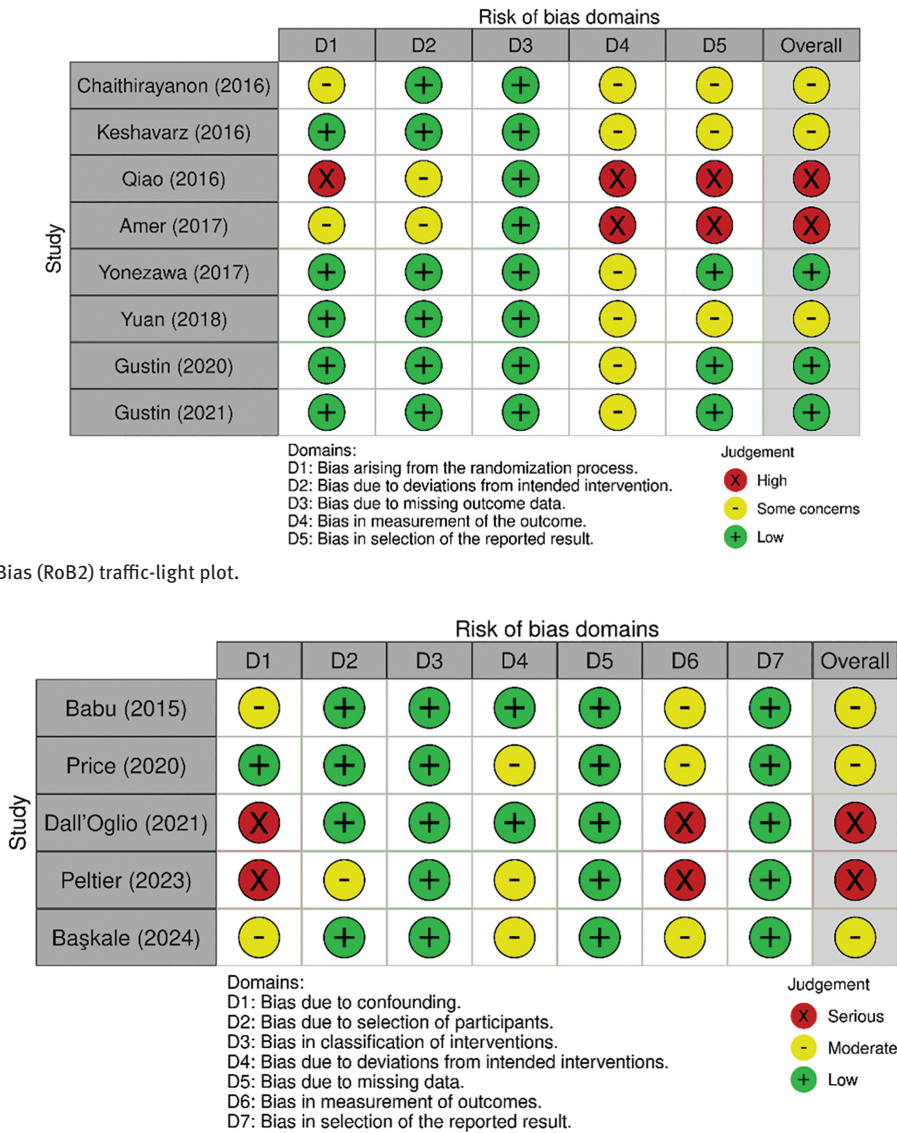 Risk of bias domains
D1 D2 D3 D4 D5 Overall
Study
Chaithirayanon (2016) - + + - - -
Keshavarz (2016) + + + - - -
Qiao (2016) X - + X X X
Amer (2017) - - + X X X
Yonezawa (2017) + + + - + +
Yuan (2018) + + + - - -
Gustin (2020) + + + - + +
Gustin (2021) + + + - + +
Domains:
D1: Bias arising from the randomization process.
D2: Bias due to deviations from intended intervention.
D3: Bias due to missing outcome data.
D4: Bias in measurement of the outcome.
D5: Bias in selection of the reported result.
Judgement
X High
- Some concerns
+ Low
Bias (RoB2) traffic-light plot.
Risk of bias domains
D1 D2 D3 D4 D5 D6 D7 Overall
Study
Babu (2015) - + + + + - + -
Price (2020) + + + - + - + -
Dall'Oglio (2021) X + + + + X + X
Peltier (2023) X - + - + X + X
Başkale (2024) - + + - + - + -
Domains:
D1: Bias due to confounding.
D2: Bias due to selection of participants.
D3: Bias in classification of interventions.
D4: Bias due to deviations from intended interventions.
D5: Bias due to missing data.
D6: Bias in measurement of outcomes.
D7: Bias in selection of the reported result.
Judgement
X Serious
- Moderate
+ Low